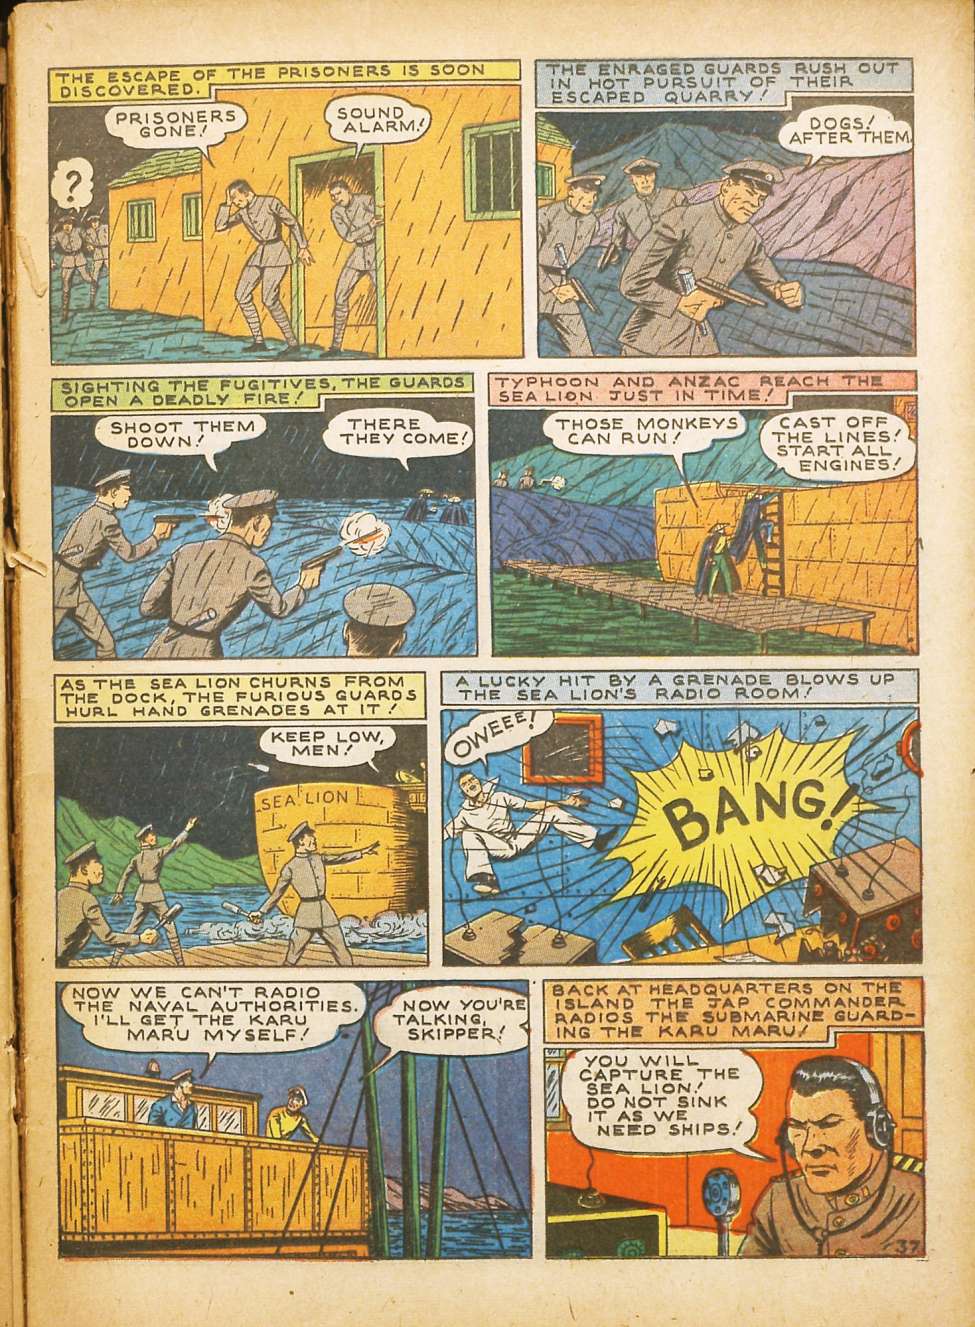 THE ESCAPE OF THE PRISONERS IS SOON
DISCOVERED.
PRISONERS
GONE!
SOUND
ALARM!
?
THE ENRAGED GUARDS RUSH OUT
IN HOT PURSUIT OF THEIR
ESCAPED QUARRY!
DOGS!
AFTER THEM
SIGHTING THE FUGITIVES, THE GUARDS
OPEN A DEADLY FIRE!
SHOOT THEM
DOWN!
THERE
THEY COME!
TYPHOON AND ANZAC REACH THE
SEA LION JUST IN TIME!
THOSE MONKEYS
CAN RUN!
CAST OFF
THE LINES!
START ALL
ENGINES!
AS THE SEA LION CHURNS FROM
THE DOCK, THE FURIOUS GUARDS
HURL HAND GRENADES AT IT!
KEEP LOW,
MEN!
SEA LION
A LUCKY HIT BY A GRENADE BLOWS UP
THE SEA LION'S RADIO ROOM!
OWEEE!
BANG!
NOW WE CAN'T RADIO
THE NAVAL AUTHORITIES.
I'LL GET THE KARU
MARU MYSELF!
NOW YOU'RE
TALKING,
SKIPPER!
BACK AT HEADQUARTERS ON THE
ISLAND THE JAP COMMANDER
RADIOS THE SUBMARINE GUARD-
ING THE KARU MARU!
YOU WILL
CAPTURE THE
SEA LION!
DO NOT SINK
IT AS WE
NEED SHIPS!
37